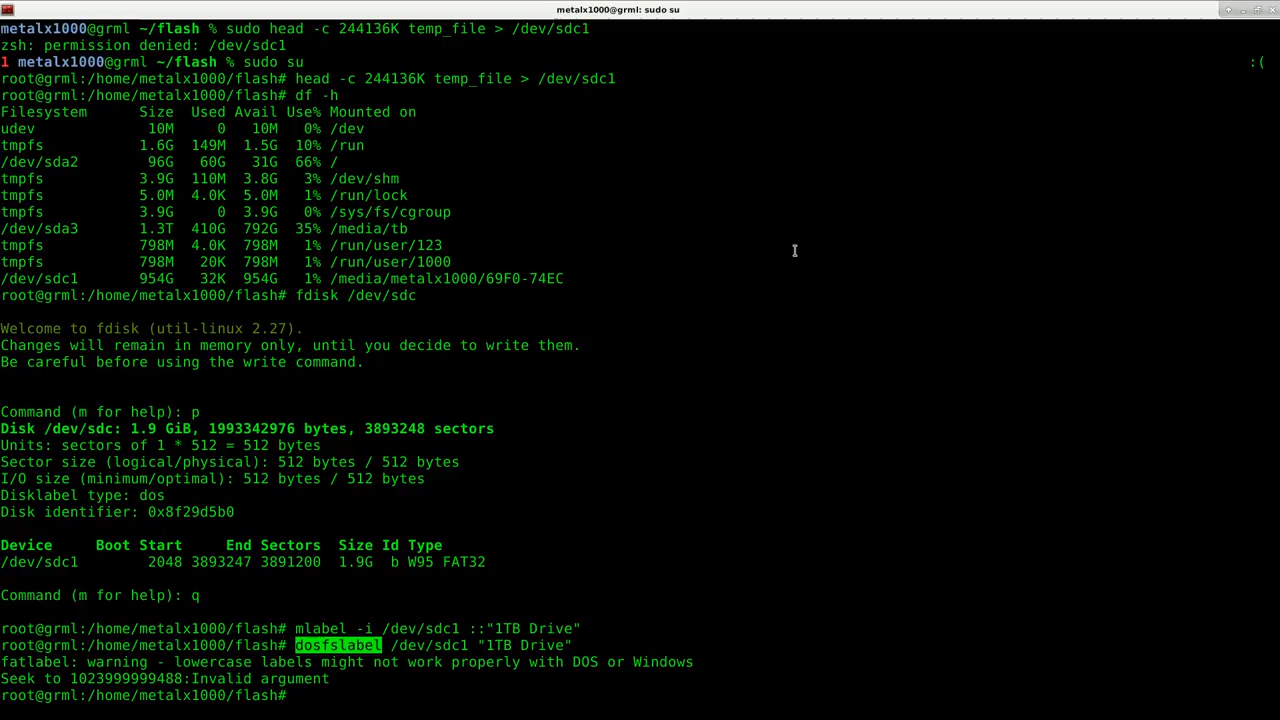 metalx1000@grml: sudo su
metalx1000@grml ~/flash % sudo head -c 244136K temp_file > /dev/sdc1
zsh: permission denied: /dev/sdc1
1 metalx1000@grml ~/flash % sudo su :(
root@grml:/home/metalx1000/flash# head -c 244136K temp_file > /dev/sdc1
root@grml:/home/metalx1000/flash# df -h
Filesystem Size Used Avail Use% Mounted on
udev 10M 0 10M 0% /dev
tmpfs 1.6G 149M 1.5G 10% /run
/dev/sda2 96G 60G 31G 66% /
tmpfs 3.9G 110M 3.8G 3% /dev/shm
tmpfs 5.0M 4.0K 5.0M 1% /run/lock
tmpfs 3.9G 0 3.9G 0% /sys/fs/cgroup
/dev/sda3 1.3T 410G 792G 35% /media/tb
tmpfs 798M 4.0K 798M 1% /run/user/123
tmpfs 798M 20K 798M 1% /run/user/1000
/dev/sdc1 954G 32K 954G 1% /media/metalx1000/69F0-74EC
root@grml:/home/metalx1000/flash# fdisk /dev/sdc
Welcome to fdisk (util-linux 2.27).
Changes will remain in memory only, until you decide to write them.
Be careful before using the write command.
Command (m for help): p
Disk /dev/sdc: 1.9 GiB, 1993342976 bytes, 3893248 sectors
Units: sectors of 1 * 512 = 512 bytes
Sector size (logical/physical): 512 bytes / 512 bytes
I/O size (minimum/optimal): 512 bytes / 512 bytes
Disklabel type: dos
Disk identifier: 0x8f29d5b0
Device Boot Start End Sectors Size Id Type
/dev/sdc1 2048 3893247 3891200 1.9G b W95 FAT32
Command (m for help): q
root@grml:/home/metalx1000/flash# mlabel -i /dev/sdc1 ::"1TB Drive"
root@grml:/home/metalx1000/flash# dosfslabel /dev/sdc1 "1TB Drive"
fatlabel: warning - lowercase labels might not work properly with DOS or Windows
Seek to 1023999999488:Invalid argument
root@grml:/home/metalx1000/flash#